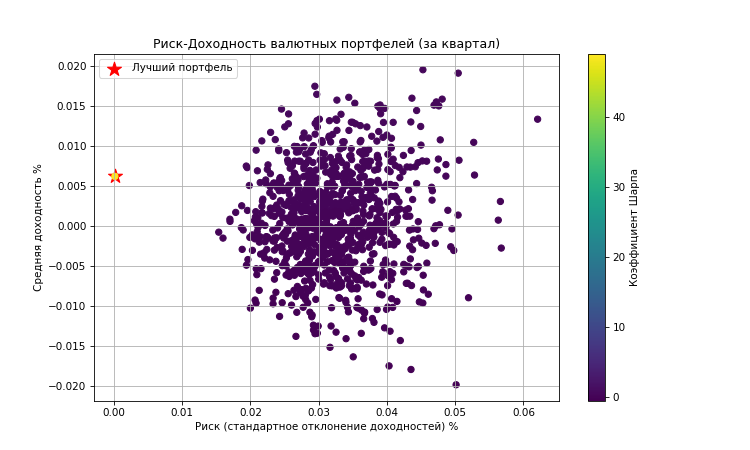 Риск-Доходность валютных портфелей (за квартал)
Лучший портфель
Средняя доходность %
0.020
0.015
0.010
0.005
0.000
−0.005
−0.010
−0.015
−0.020
0.00 0.01 0.02 0.03 0.04 0.05 0.06
Риск (стандартное отклонение доходностей) %
40
30
20
10
0
Коэффициент Шарпа